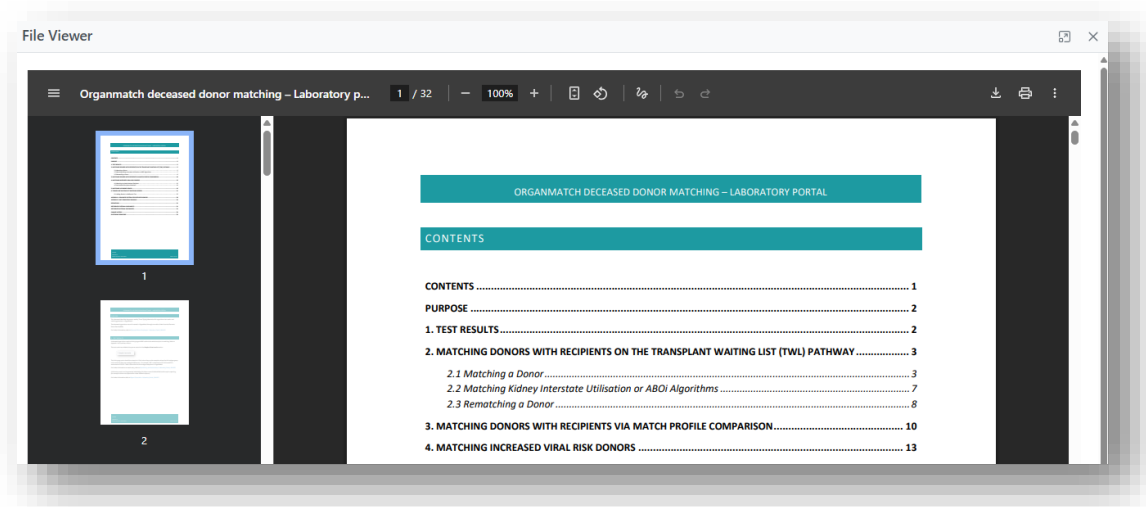 File Viewer
Organmatch deceased donor matching – Laboratory p...
1 / 32
100%
1
2
ORGANMATCH DECEASED DONOR MATCHING – LABORATORY PORTAL
CONTENTS
CONTENTS ................ 1
PURPOSE ................ 2
1. TEST RESULTS ................ 2
2. MATCHING DONORS WITH RECIPIENTS ON THE TRANSPLANT WAITING LIST (TWL) PATHWAY ................ 3
2.1 Matching a Donor ................ 3
2.2 Matching Kidney Interstate Utilisation or ABOi Algorithms ................ 7
2.3 Rematching a Donor ................ 8
3. MATCHING DONORS WITH RECIPIENTS VIA MATCH PROFILE COMPARISON ................ 10
4. MATCHING INCREASED VIRAL RISK DONORS ................ 13